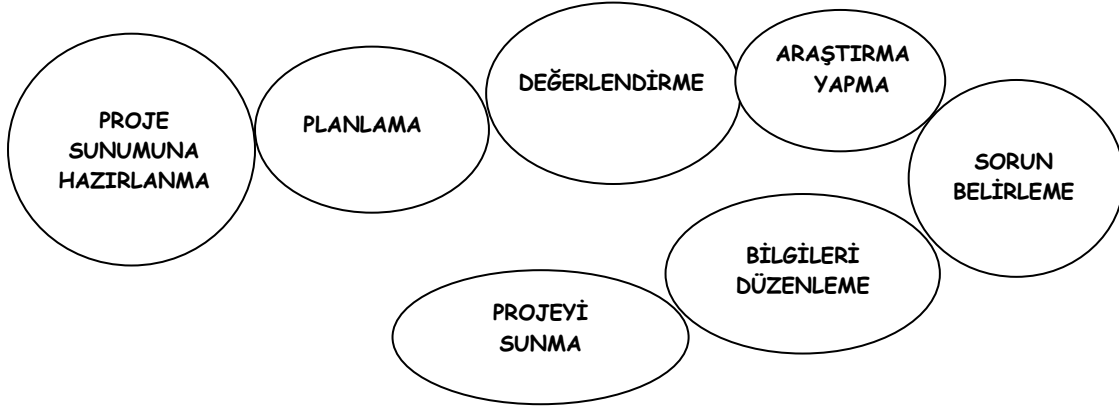 PROJE
SUNUMUNA
HAZIRLANMA
PLANLAMA
DEĞERLENDİRME
ARAŞTIRMA
YAPMA
SORUN
BELİRLEME
BİLGİLERİ
DÜZENLEME
PROJEYİ
SUNMA